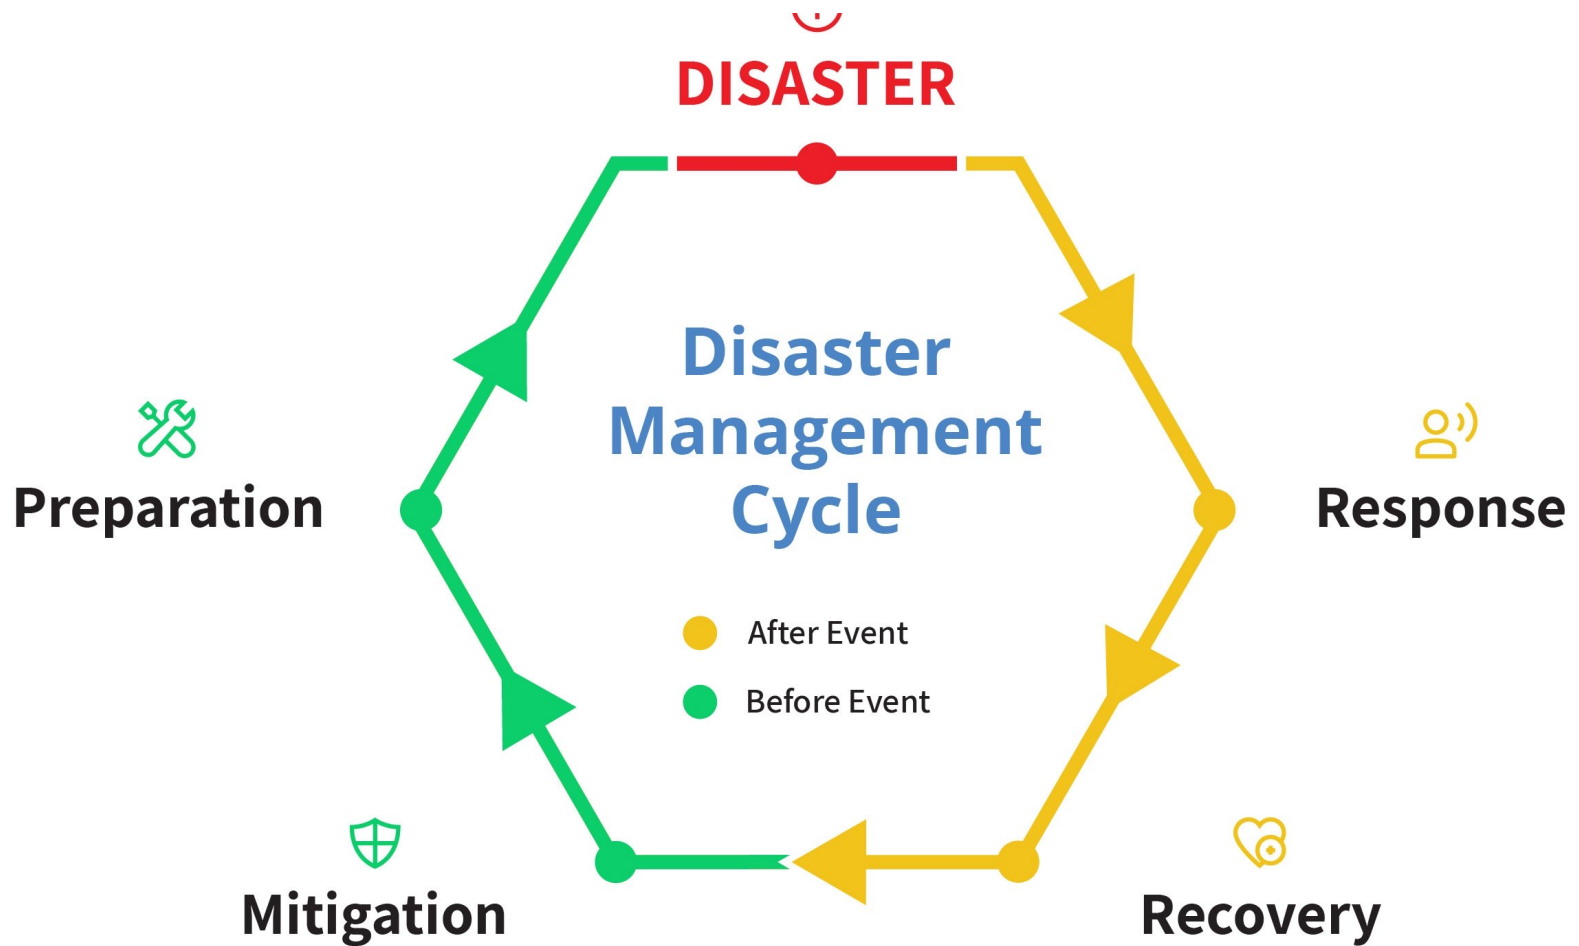 DISASTER
Disaster
Management
Cycle
Preparation
Response
After Event
Before Event
Mitigation
Recovery